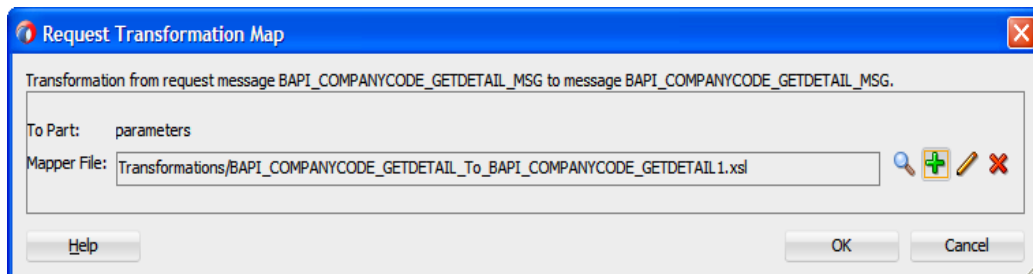 Request Transformation Map
Transformation from request message BAPI_COMPANYCODE_GETDETAIL_MSG to message BAPI_COMPANYCODE_GETDETAIL_MSG.
To Part: parameters
Mapper File: Transformations/BAPI_COMPANYCODE_GETDETAIL_To_BAPI_COMPANYCODE_GETDETAIL1.xsl
Help OK Cancel